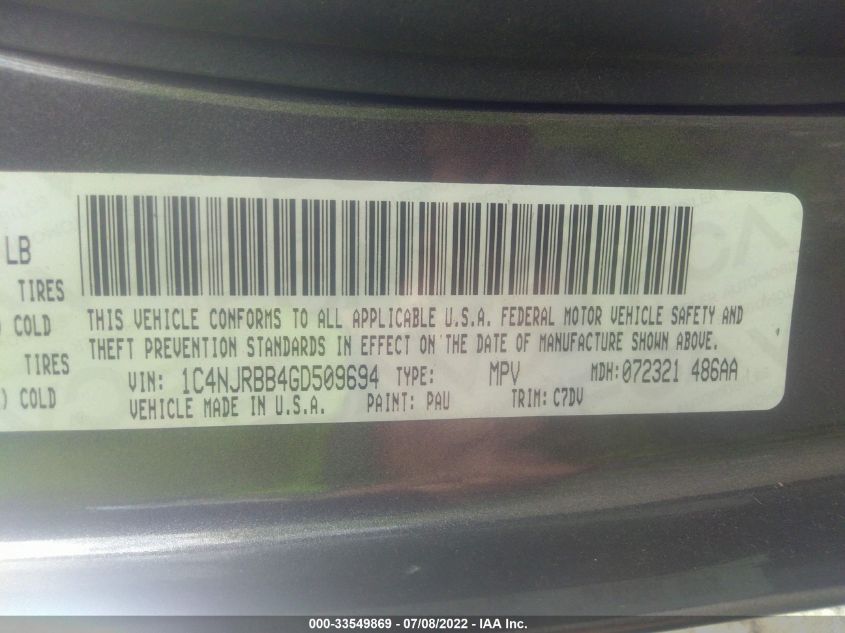 LB
TIRES
) COLD
TIRES
) COLD
THIS VEHICLE CONFORMS TO ALL APPLICABLE U.S.A. FEDERAL MOTOR VEHICLE SAFETY AND
THEFT PREVENTION STANDARDS IN EFFECT ON THE DATE OF MANUFACTURE SHOWN ABOVE.
VIN: 1C4NJRBB4GD509694 TYPE: MPV MDH: 072321 486AA
VEHICLE MADE IN U.S.A. PAINT: PAU TRIM: C7DV
000-33549869 - 07/08/2022 - IAA Inc.